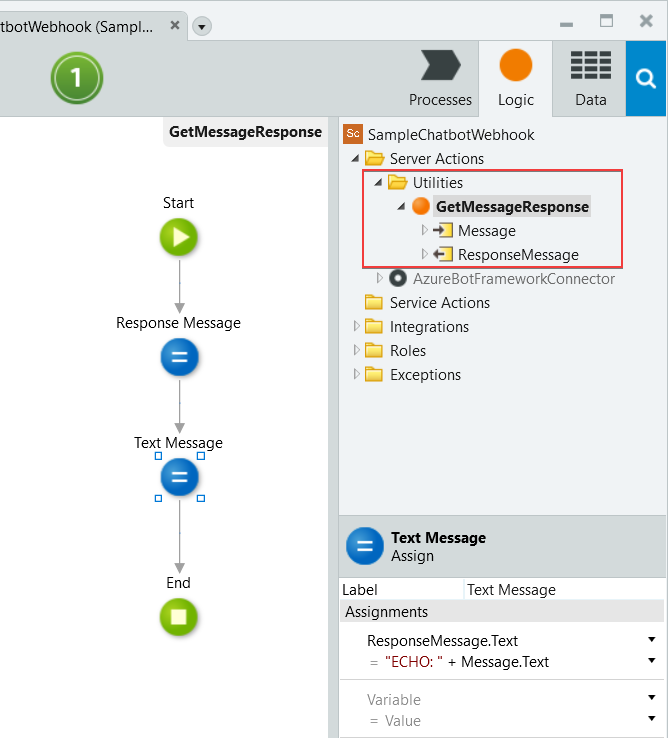 tbotWebhook (Sampl...
1
Processes
Logic
Data
GetMessageResponse
Start
Response Message
Text Message
End
Sc SampleChatbotWebhook
Server Actions
Utilities
GetMessageResponse
Message
ResponseMessage
AzureBotFrameworkConnector
Service Actions
Integrations
Roles
Exceptions
Text Message
Assign
Label Text Message
Assignments
ResponseMessage.Text
= "ECHO: " + Message.Text
Variable
= Value